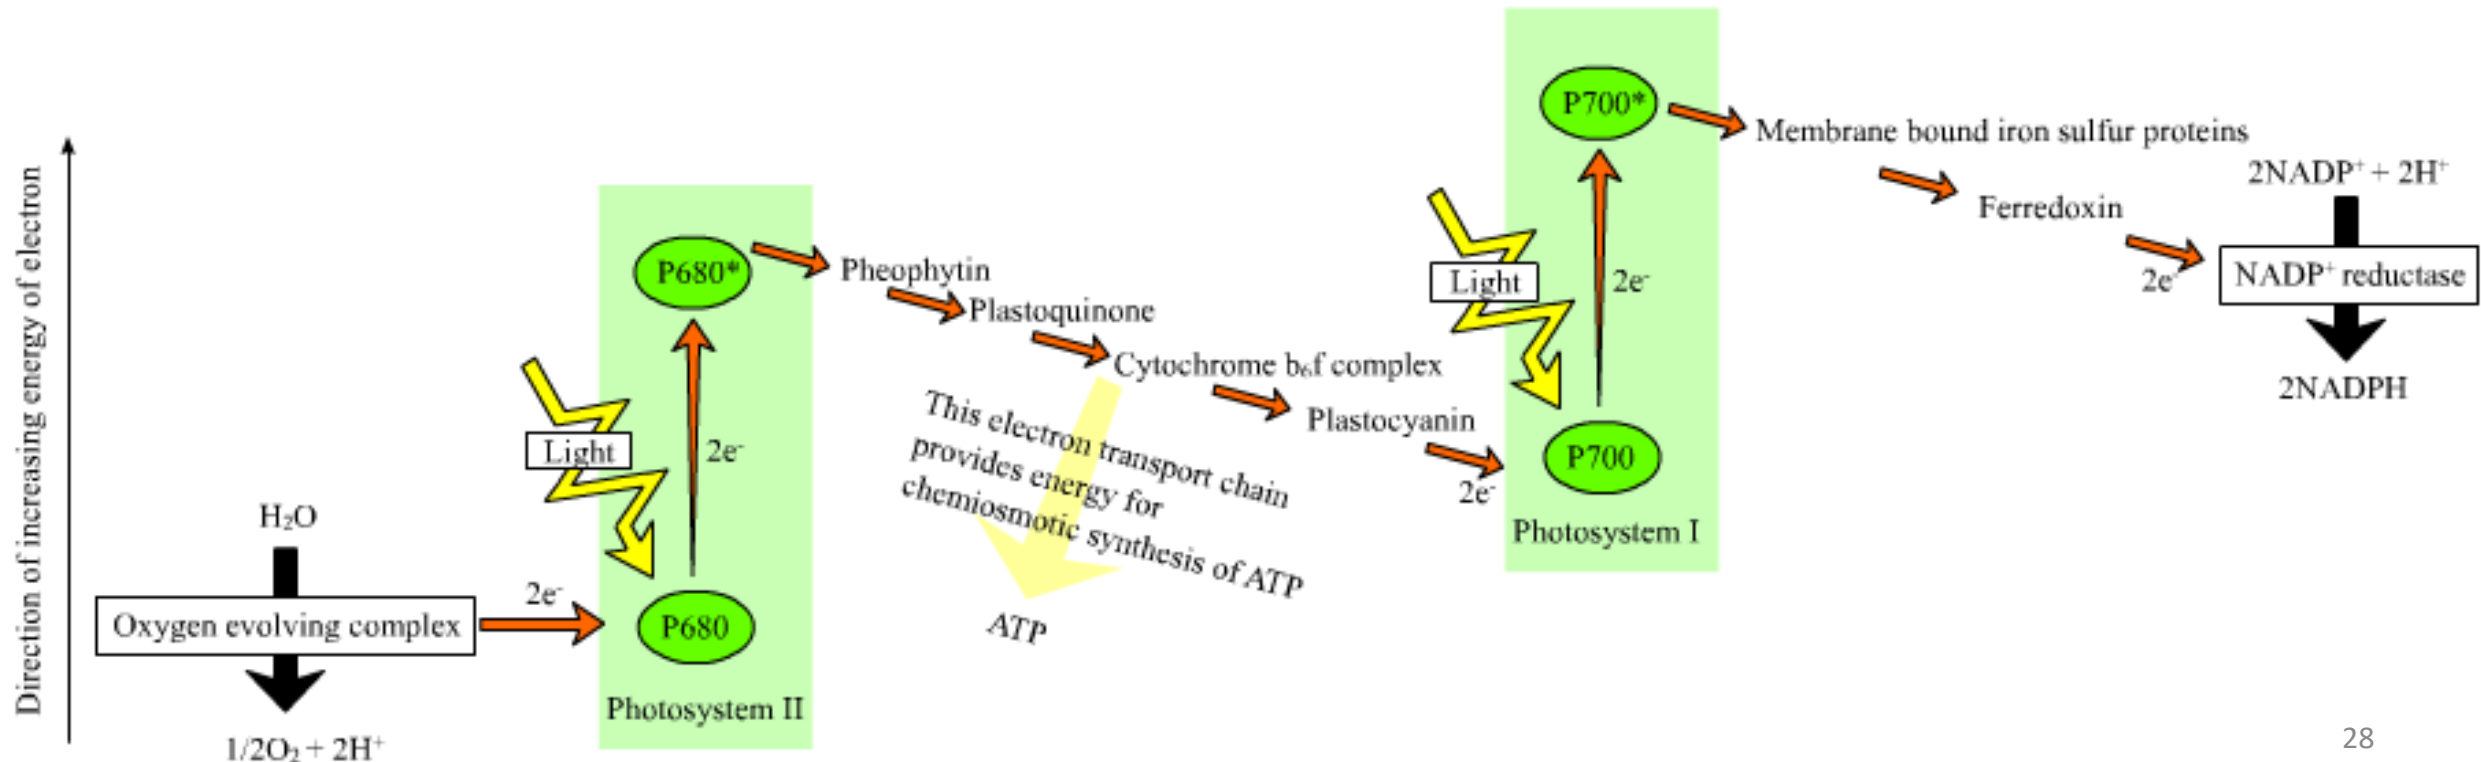 Direction of increasing energy of electron
H₂O
Oxygen evolving complex
1/2O₂ + 2H⁺
2e⁻
Light
P680*
2e⁻
P680
Photosystem II
Pheophytin
Plastoquinone
Cytochrome b₆f complex
Plastocyanin
2e⁻
This electron transport chain
provides energy for
chemiosmotic synthesis of ATP
ATP
Light
P700*
2e⁻
P700
Photosystem I
Membrane bound iron sulfur proteins
Ferredoxin
2e⁻
2NADP⁺ + 2H⁺
NADP⁺ reductase
2NADPH
28